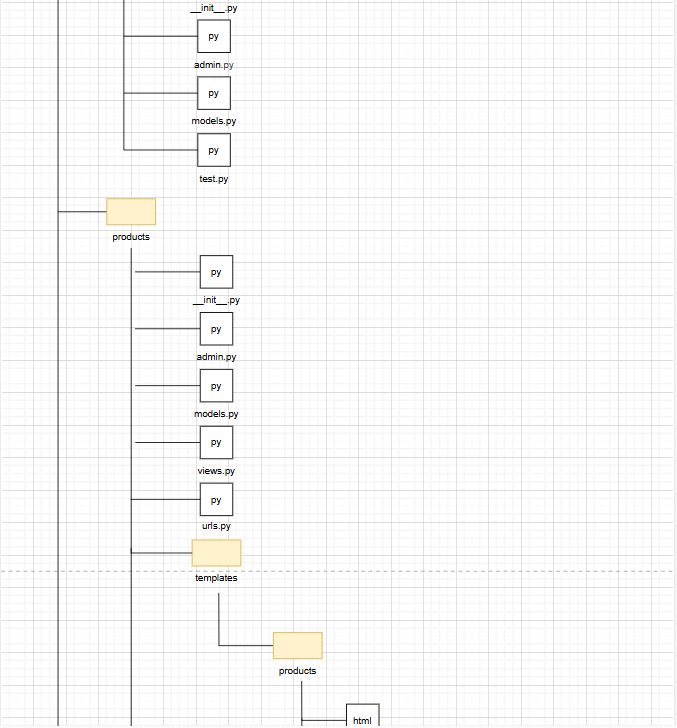 __init__.py
py
admin.py
py
models.py
py
test.py
products
py
__init__.py
py
admin.py
py
models.py
py
views.py
py
urls.py
templates
products
html